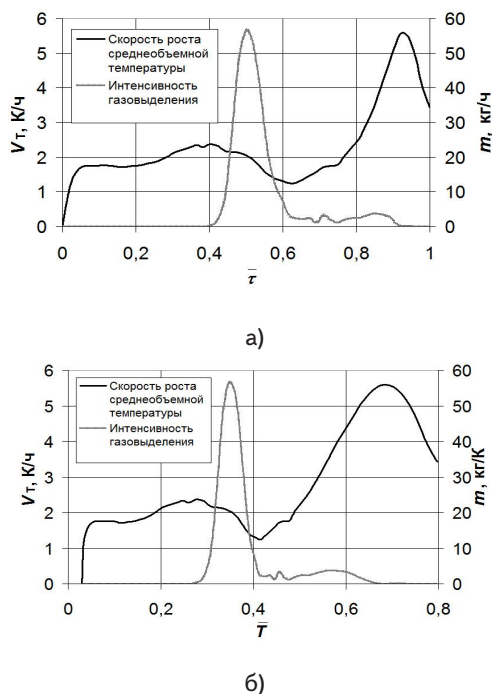 6
5
4
3
2
1
0
Vт, К/ч
Скорость роста
среднеобъемной
температуры
Интенсивность
газовыделения
60
50
40
30
20
10
0
m, кг/ч
0 0,2 0,4 0,6 0,8 1
τ̅
а)
6
5
4
3
2
1
0
Vт, К/ч
Скорость роста
среднеобъемной
температуры
Интенсивность
газовыделения
60
50
40
30
20
10
0
m, кг/К
0 0,2 0,4 0,6 0,8
T̅
б)